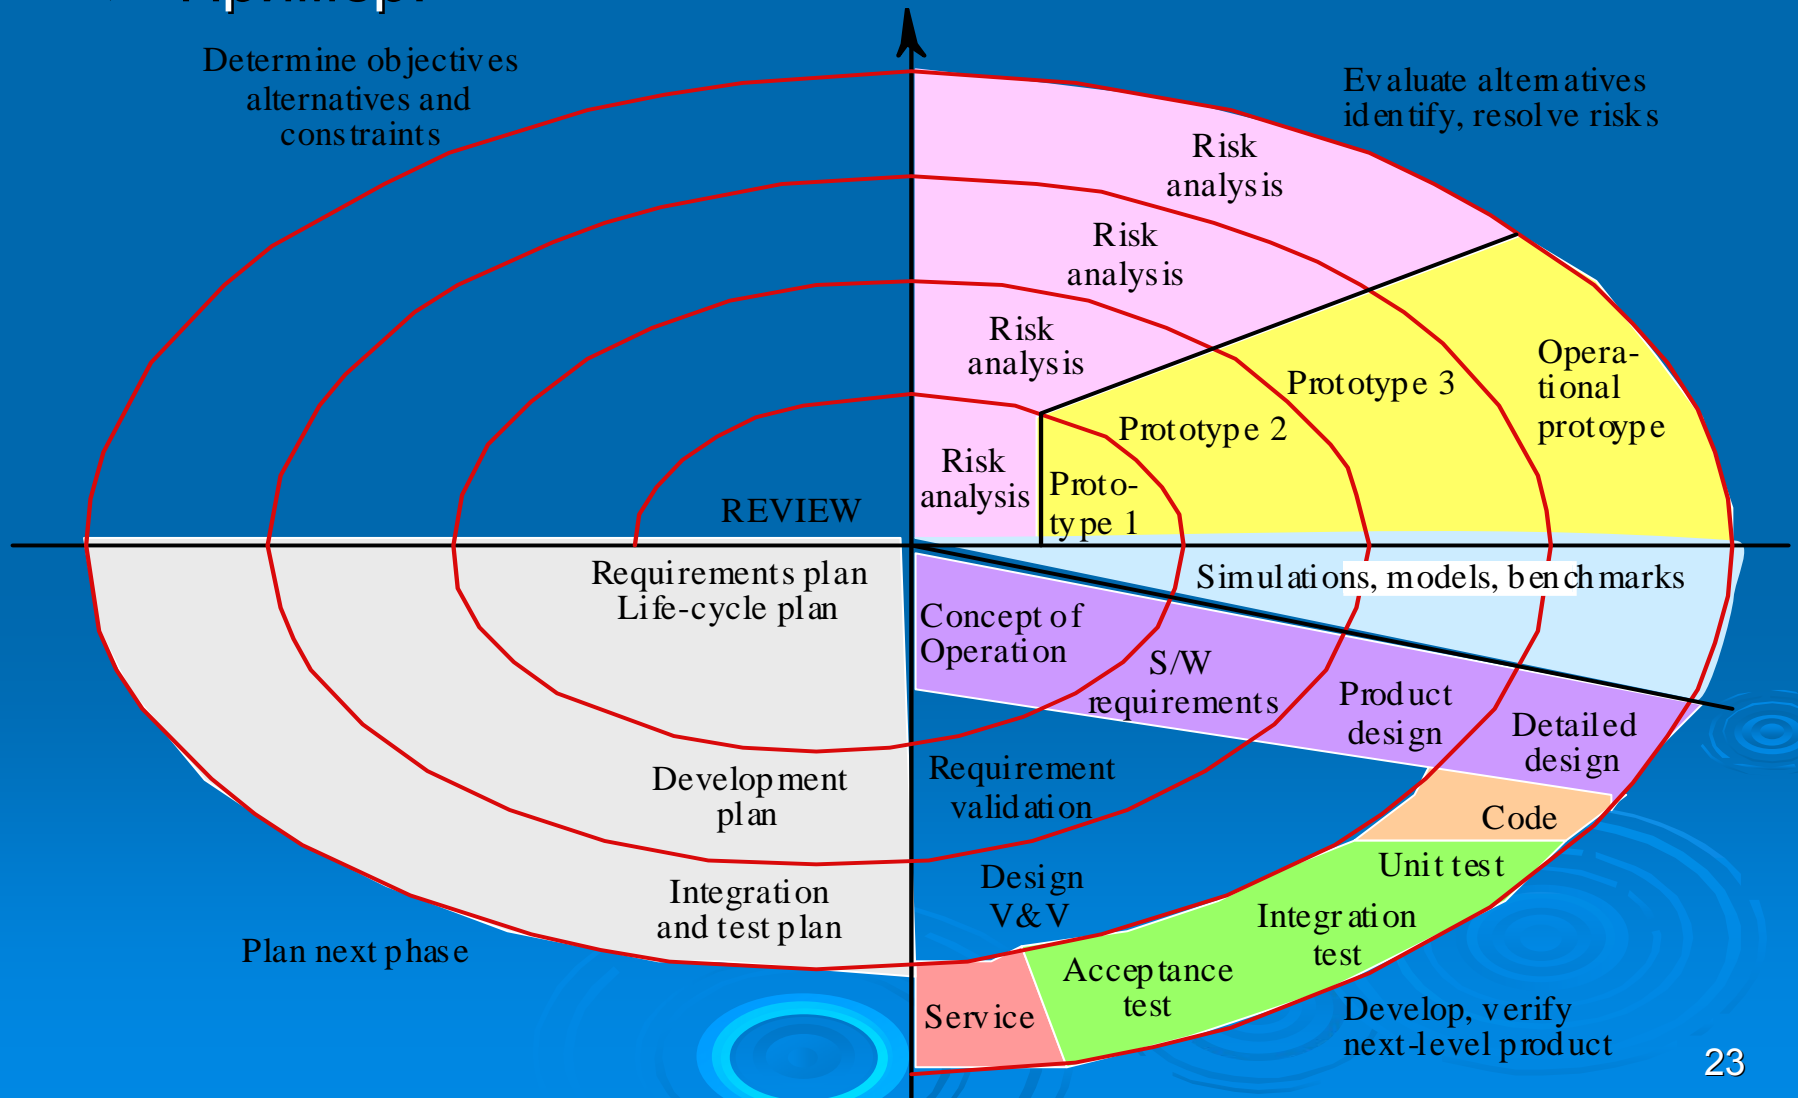 Determine objectives
alternatives and
constraints
Evaluate alternatives
identify, resolve risks
Risk
analysis
Risk
analysis
Risk
analysis
Risk
analysis
Proto-
type 1
Prototype 2
Prototype 3
Opera-
tional
protoype
REVIEW
Requirements plan
Life-cycle plan
Concept of
Operation
Simulations, models, benchmarks
S/W
requirements
Product
design
Detailed
design
Development
plan
Requirement
validation
Code
Unit test
Integration
and test plan
Design
V&V
Integration
test
Acceptance
test
Service
Plan next phase
Develop, verify
next-level product
23